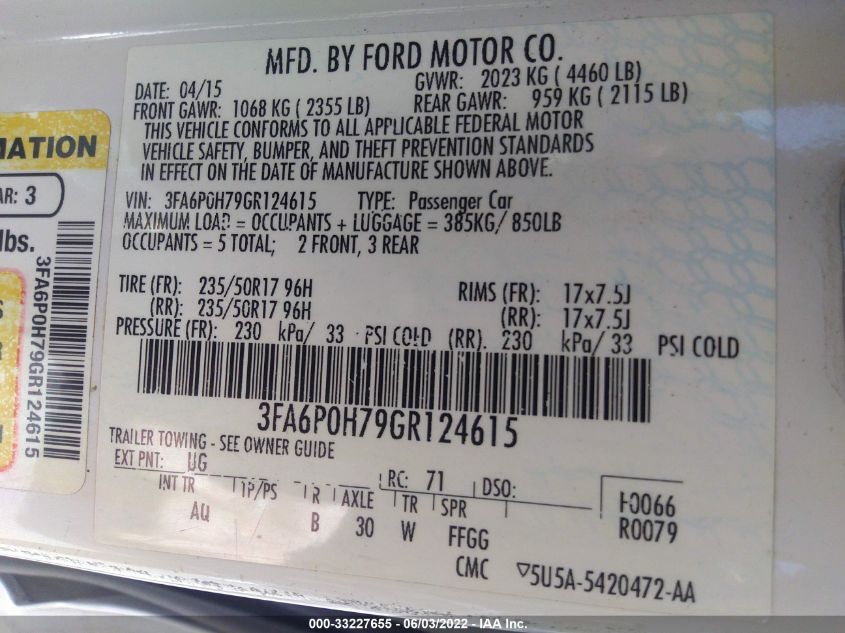 MFD. BY FORD MOTOR CO.
DATE: 04/15 GVWR: 2023 KG ( 4460 LB)
FRONT GAWR: 1068 KG ( 2355 LB) REAR GAWR: 959 KG ( 2115 LB)
THIS VEHICLE CONFORMS TO ALL APPLICABLE FEDERAL MOTOR
VEHICLE SAFETY, BUMPER, AND THEFT PREVENTION STANDARDS
IN EFFECT ON THE DATE OF MANUFACTURE SHOWN ABOVE.
VIN: 3FA6P0H79GR124615 TYPE: Passenger Car
MAXIMUM LOAD = OCCUPANTS + LUGGAGE = 385KG/ 850LB
OCCUPANTS = 5 TOTAL; 2 FRONT, 3 REAR
TIRE (FR): 235/50R17 96H RIMS (FR): 17x7.5J
(RR): 235/50R17 96H (RR): 17x7.5J
PRESSURE (FR): 230 kPa/ 33 PSI COLD (RR). 230 kPa/ 33 PSI COLD
3FA6P0H79GR124615
TRAILER TOWING - SEE OWNER GUIDE
EXT PNT: UG RC: 71 DSO:
INT TR TP/PS R AXLE TR SPR F0066
AQ B 30 W FFGG R0079
CMC ▽5U5A-5420472-AA
MATION
AR: 3
lbs.
3FA6P0H79GR124615
000 - 33227655 - 06/03/2022 - IAA Inc.